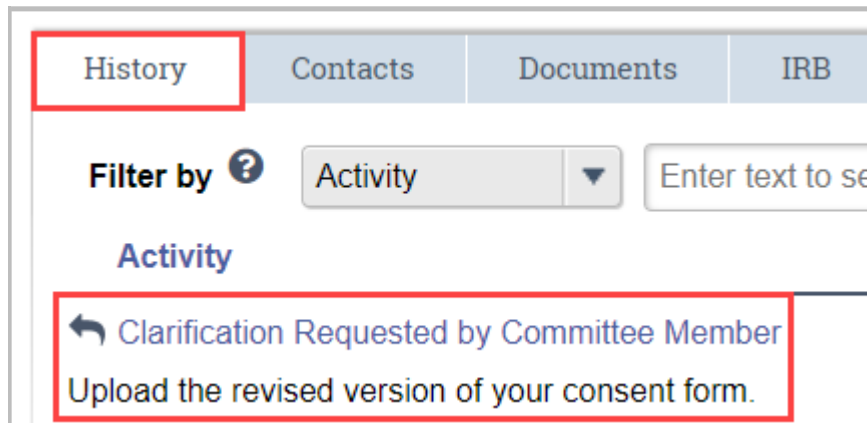 History Contacts Documents IRB
Filter by ? Activity Enter text to se
Activity
Clarification Requested by Committee Member
Upload the revised version of your consent form.